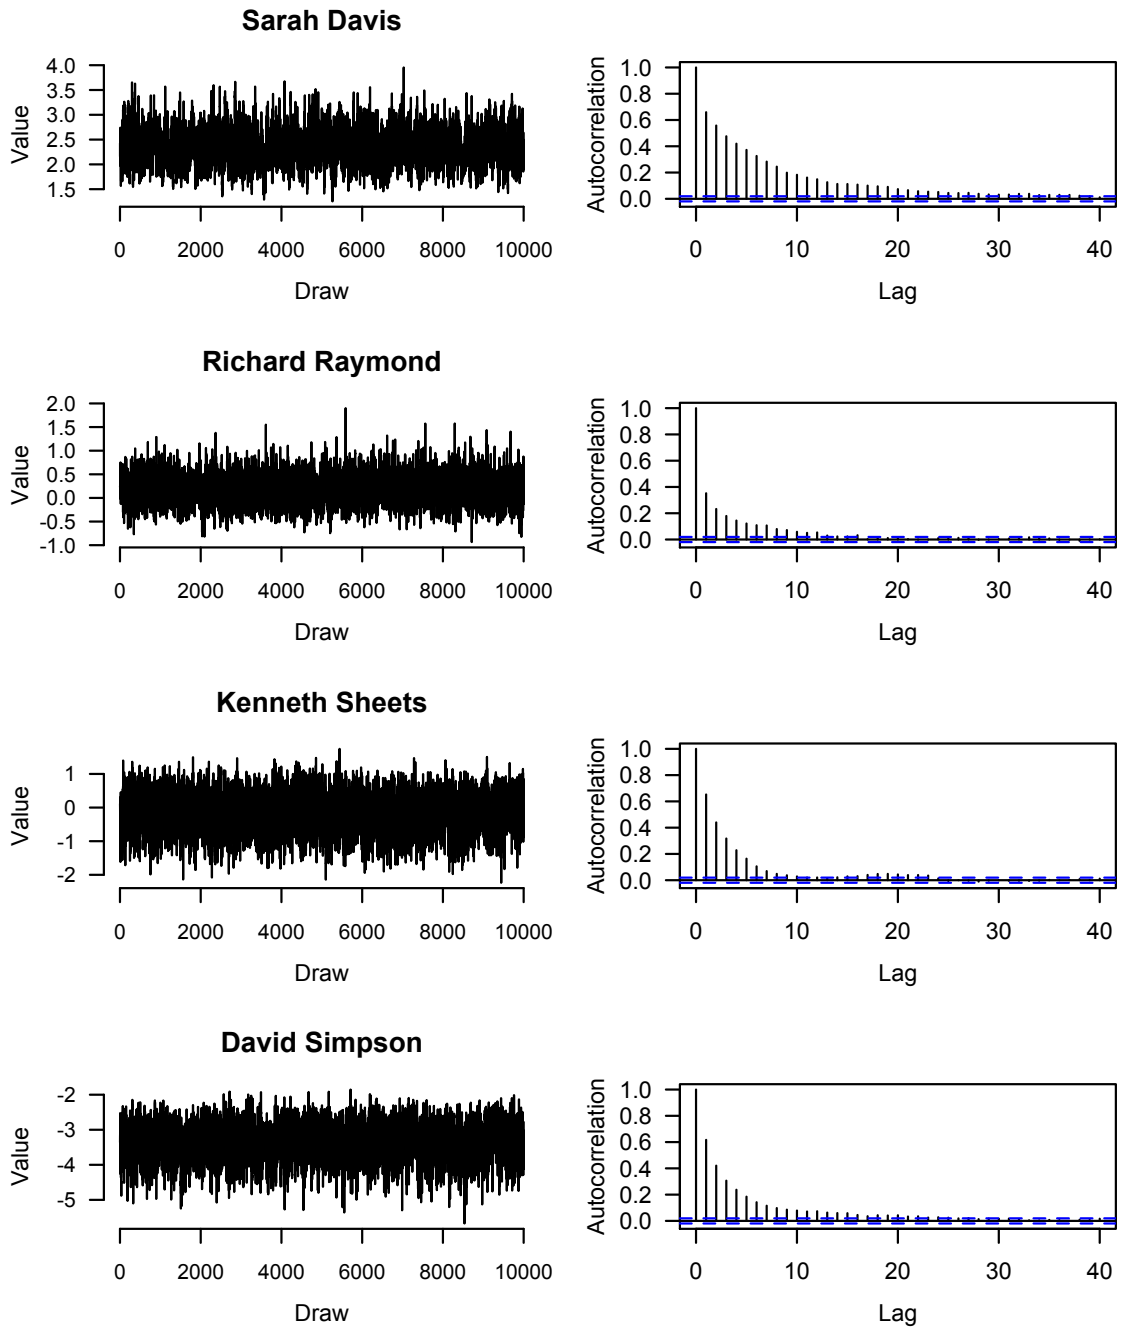 Sarah Davis
Value
4.0
3.5
3.0
2.5
2.0
1.5
0 2000 4000 6000 8000 10000
Draw
Autocorrelation
1.0
0.8
0.6
0.4
0.2
0.0
0 10 20 30 40
Lag
Richard Raymond
Value
2.0
1.5
1.0
0.5
0.0
-0.5
-1.0
0 2000 4000 6000 8000 10000
Draw
Autocorrelation
1.0
0.8
0.6
0.4
0.2
0.0
0 10 20 30 40
Lag
Kenneth Sheets
Value
1
0
-1
-2
0 2000 4000 6000 8000 10000
Draw
Autocorrelation
1.0
0.8
0.6
0.4
0.2
0.0
0 10 20 30 40
Lag
David Simpson
Value
-2
-3
-4
-5
0 2000 4000 6000 8000 10000
Draw
Autocorrelation
1.0
0.8
0.6
0.4
0.2
0.0
0 10 20 30 40
Lag